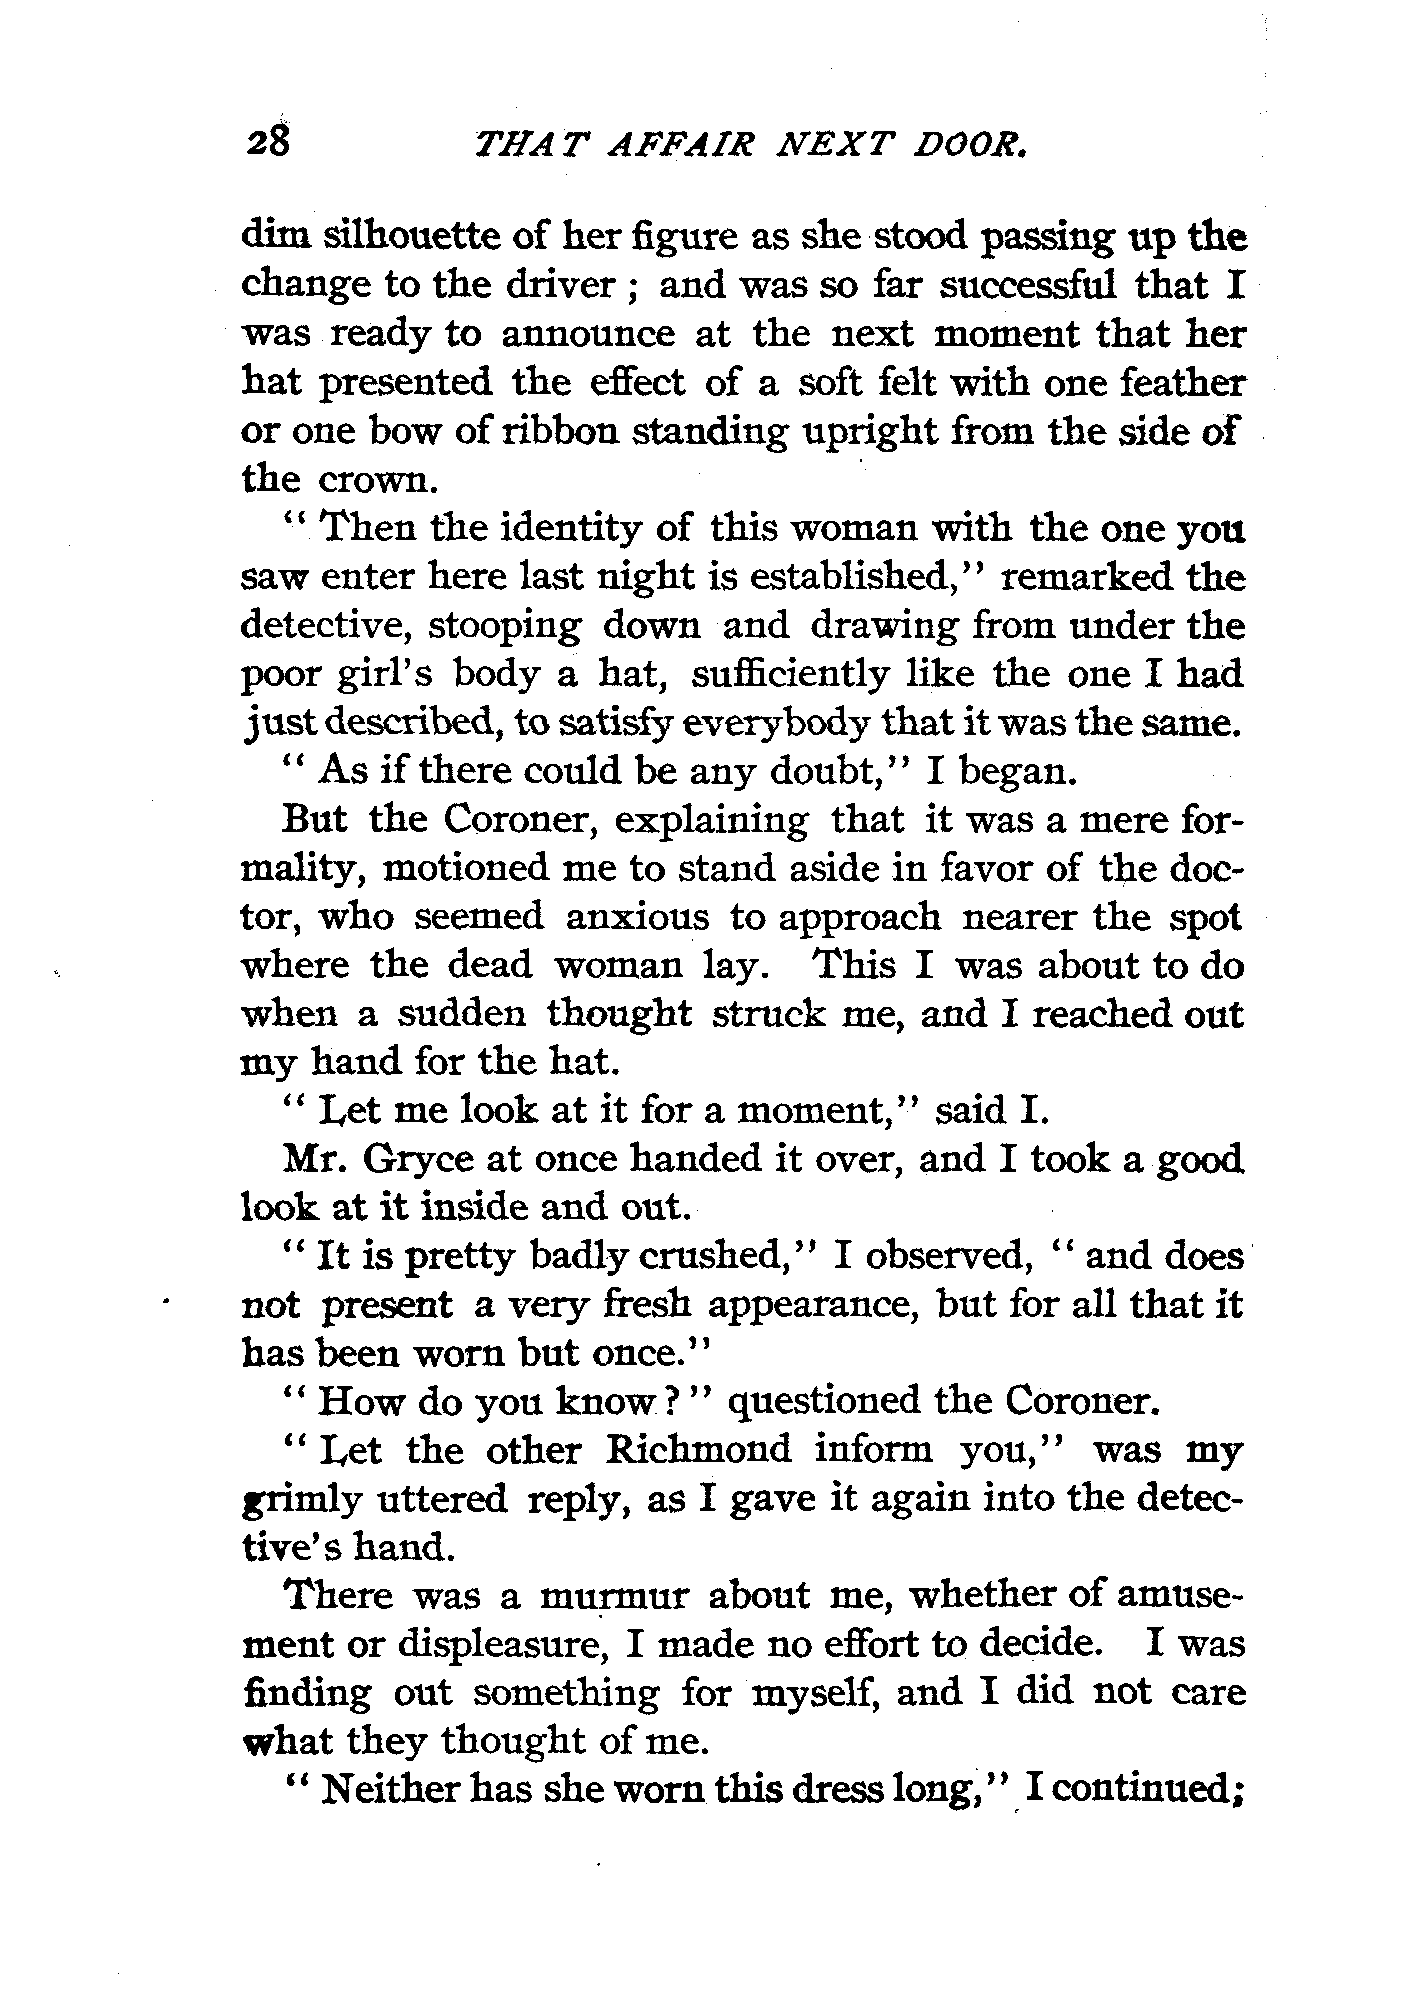 28 THAT AFFAIR NEXT DOOR.
dim silhouette of her figure as she stood passing up the
change to the driver ; and was so far successful that I
was ready to announce at the next moment that her
hat presented the effect of a soft felt with one feather
or one bow of ribbon standing upright from the side of
the crown.
“ Then the identity of this woman with the one you
saw enter here last night is established,” remarked the
detective, stooping down and drawing from under the
poor girl’s body a hat, sufficiently like the one I had
just described, to satisfy everybody that it was the same.
“ As if there could be any doubt,” I began.
But the Coroner, explaining that it was a mere for-
mality, motioned me to stand aside in favor of the doc-
tor, who seemed anxious to approach nearer the spot
where the dead woman lay. This I was about to do
when a sudden thought struck me, and I reached out
my hand for the hat.
“ Let me look at it for a moment,” said I.
Mr. Gryce at once handed it over, and I took a good
look at it inside and out.
“ It is pretty badly crushed,” I observed, “ and does
not present a very fresh appearance, but for all that it
has been worn but once.”
“ How do you know ? ” questioned the Coroner.
“ Let the other Richmond inform you,” was my
grimly uttered reply, as I gave it again into the detec-
tive’s hand.
There was a murmur about me, whether of amuse-
ment or displeasure, I made no effort to decide. I was
finding out something for myself, and I did not care
what they thought of me.
“ Neither has she worn this dress long,” I continued;